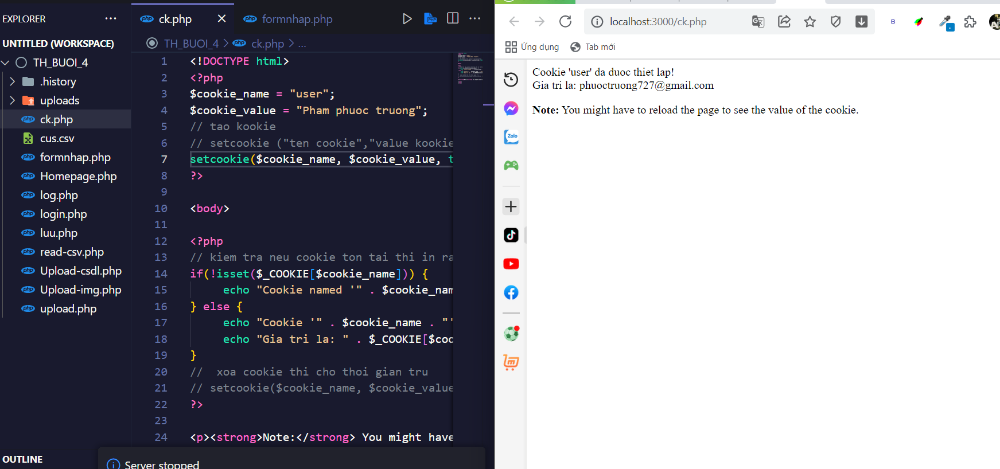 EXPLORER
UNTITLED (WORKSPACE)
TH_BUOI_4
.history
uploads
ck.php
cus.csv
formnhap.php
Homepage.php
log.php
login.php
luu.php
read-csv.php
Upload-csdl.php
Upload-img.php
upload.php
OUTLINE
ck.php
formnhap.php
TH_BUOI_4 > ck.php > ...
1 <!DOCTYPE html>
2 <?php
3 $cookie_name = "user";
4 $cookie_value = "Pham phuoc truong";
5 // tao kookie
6 // setcookie ("ten cookie","value kookie
7 setcookie($cookie_name, $cookie_value, t
8 ?>
9
10 <body>
11
12 <?php
13 // kiem tra neu cookie ton tai thi in ra
14 if(!isset($_COOKIE[$cookie_name])) {
15 echo "Cookie named '" . $cookie_nam
16 } else {
17 echo "Cookie '" . $cookie_name . "'
18 echo "Gia tri la: " . $_COOKIE[$coo
19 }
20 //  xoa cookie thi cho thoi gian tru
21 // setcookie($cookie_name, $cookie_value
22 ?>
23
24 <p><strong>Note:</strong> You might have
Server stopped
localhost:3000/ck.php
Ứng dụng
Tab mới
Zalo
Cookie 'user' da duoc thiet lap!
Gia tri la: phuoctruong727@gmail.com
Note: You might have to reload the page to see the value of the cookie.